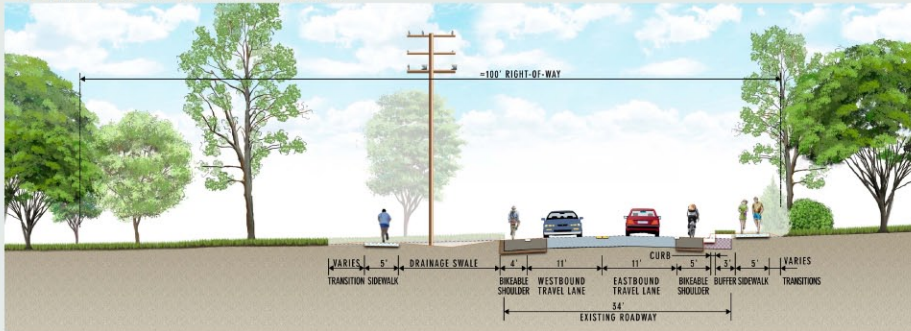 ≈100' RIGHT-OF-WAY
CURB
VARIES 5' DRAINAGE SWALE 4' 11' 11' 5' 3' 5' VARIES
TRANSITION SIDEWALK BIKEABLE WESTBOUND EASTBOUND BIKEABLE BUFFER SIDEWALK TRANSITIONS
SHOULDER TRAVEL LANE TRAVEL LANE SHOULDER
34'
EXISTING ROADWAY